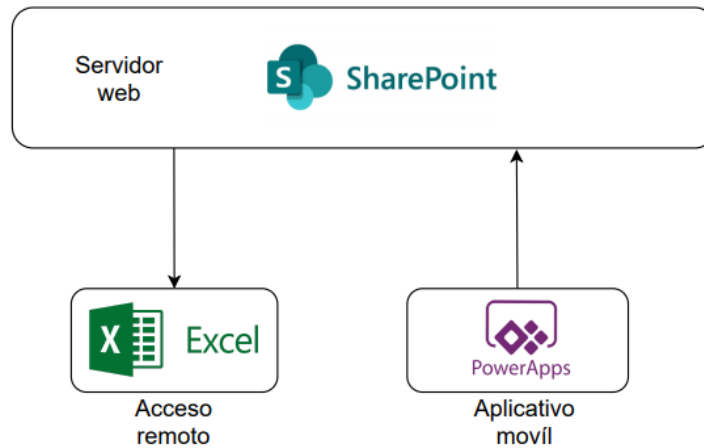 Servidor
web
S SharePoint
X Excel
PowerApps
Acceso
remoto
Aplicativo
movíl